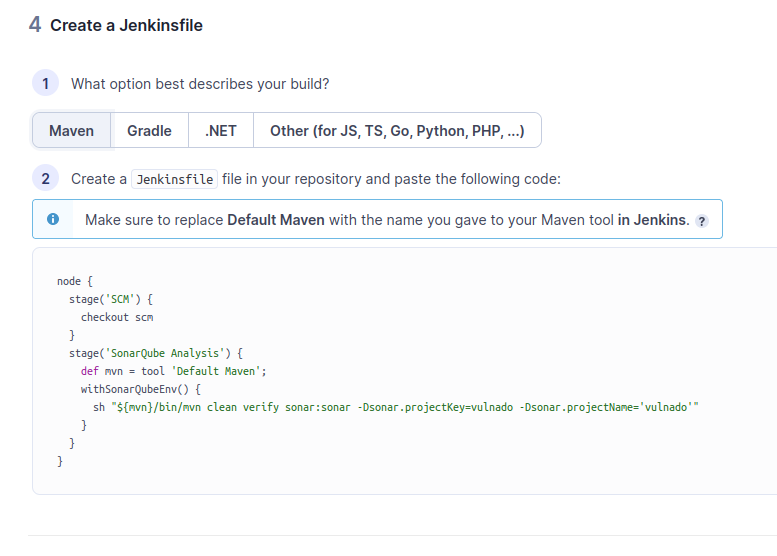 4 Create a Jenkinsfile
1 What option best describes your build?
Maven Gradle .NET Other (for JS, TS, Go, Python, PHP, ...)
2 Create a Jenkinsfile file in your repository and paste the following code:
Make sure to replace Default Maven with the name you gave to your Maven tool in Jenkins. ?
node {
  stage('SCM') {
    checkout scm
  }
  stage('SonarQube Analysis') {
    def mvn = tool 'Default Maven';
    withSonarQubeEnv() {
      sh "${mvn}/bin/mvn clean verify sonar:sonar -Dsonar.projectKey=vulnado -Dsonar.projectName='vulnado'"
    }
  }
}